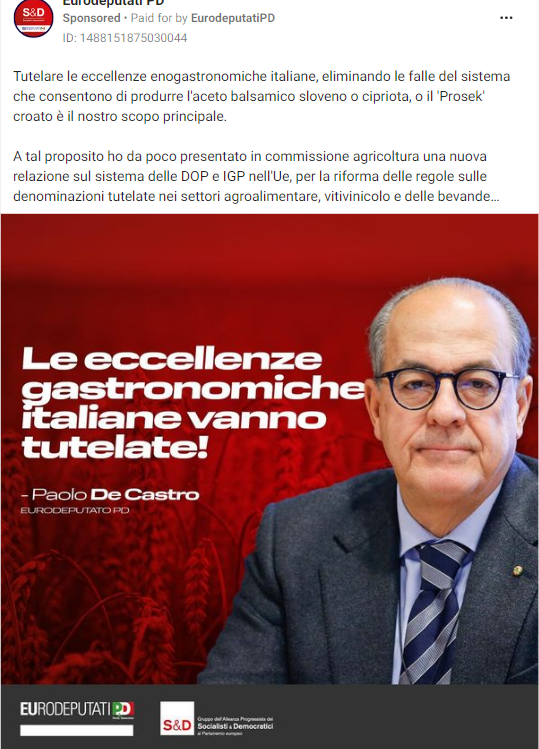 Eurodeputati PD
Sponsored • Paid for by EurodeputatiPD
ID: 1488151875030044
Tutelare le eccellenze enogastronomiche italiane, eliminando le falle del sistema
che consentono di produrre l'aceto balsamico sloveno o cipriota, o il 'Prosek'
croato è il nostro scopo principale.
A tal proposito ho da poco presentato in commissione agricoltura una nuova
relazione sul sistema delle DOP e IGP nell'Ue, per la riforma delle regole sulle
denominazioni tutelate nei settori agroalimentare, vitivinicolo e delle bevande...
Le eccellenze
gastronomiche
italiane vanno
tutelate!
- Paolo De Castro
EURODEPUTATO PD
EURODEPUTATI PD
S&D
Gruppo dell'Alleanza Progressista dei
Socialisti & Democratici
al Parlamento europeo
S&D